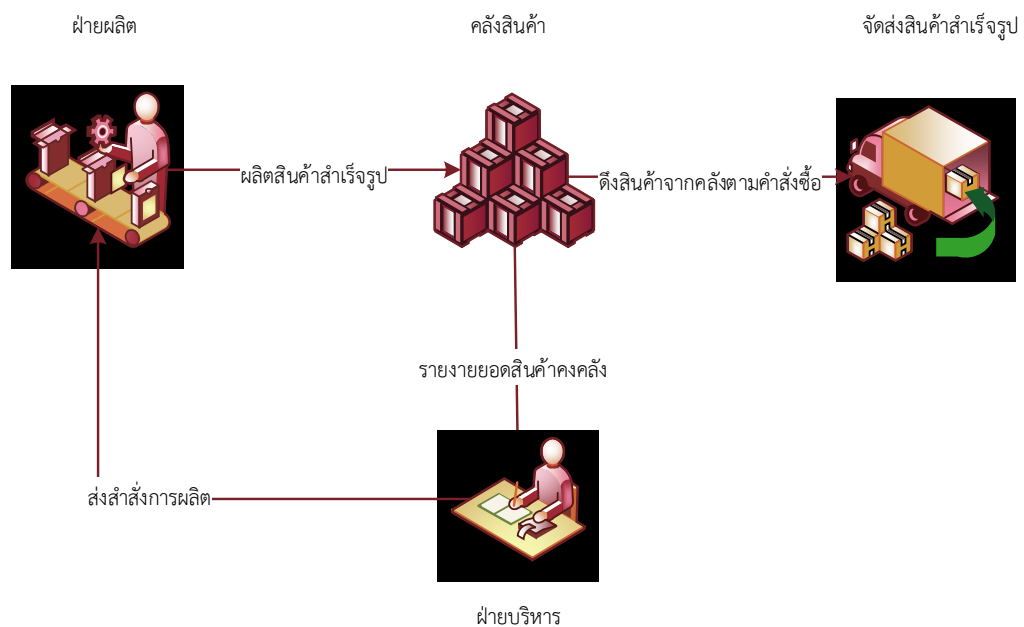 ฝ่ายผลิต
คลังสินค้า
จัดส่งสินค้าสำเร็จรูป
ผลิตสินค้าสำเร็จรูป
ดึงสินค้าจากคลังตามคำสั่งซื้อ
รายงายยอดสินค้าคงคลัง
ส่งสำสั่งการผลิต
ฝ่ายบริหาร